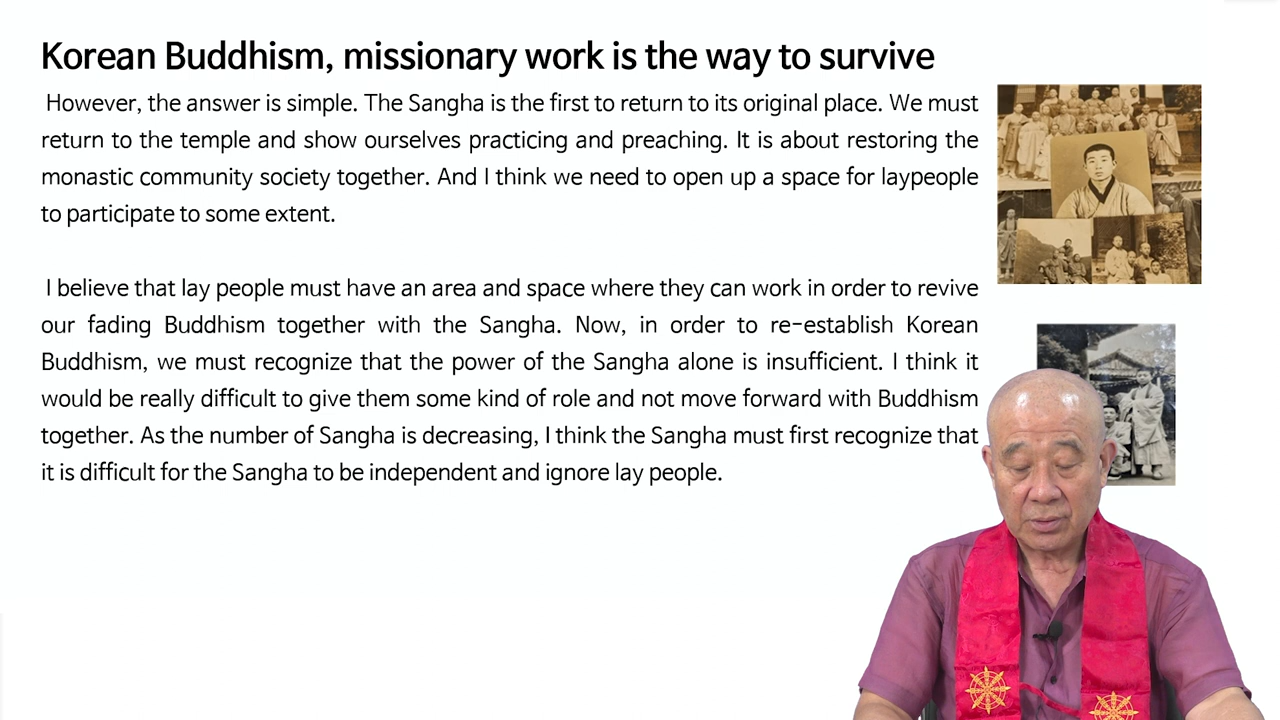 Korean Buddhism, missionary work is the way to survive
However, the answer is simple. The Sangha is the first to return to its original place. We must
return to the temple and show ourselves practicing and preaching. It is about restoring the
monastic community society together. And I think we need to open up a space for laypeople
to participate to some extent.
I believe that lay people must have an area and space where they can work in order to revive
our fading Buddhism together with the Sangha. Now, in order to re-establish Korean
Buddhism, we must recognize that the power of the Sangha alone is insufficient. I think it
would be really difficult to give them some kind of role and not move forward with Buddhism
together. As the number of Sangha is decreasing, I think the Sangha must first recognize that
it is difficult for the Sangha to be independent and ignore lay people.